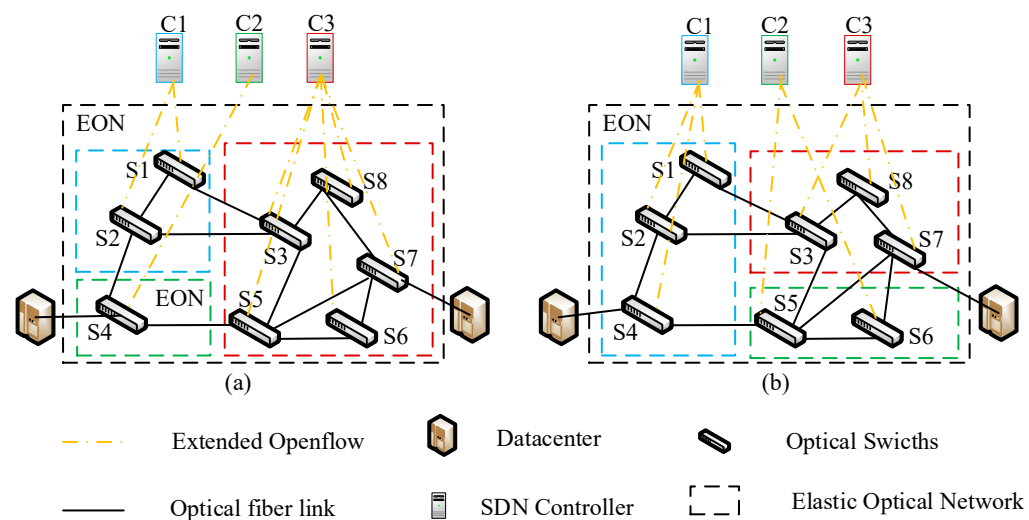 C1 C2 C3
EON
S1
S8
S2
S3
S7
EON
S4
S5
S6
(a)
C1 C2 C3
EON
S1
S8
S2
S3
S7
S4
S5
S6
(b)
Extended Openflow
Datacenter
Optical Swicths
Optical fiber link
SDN Controller
Elastic Optical Network